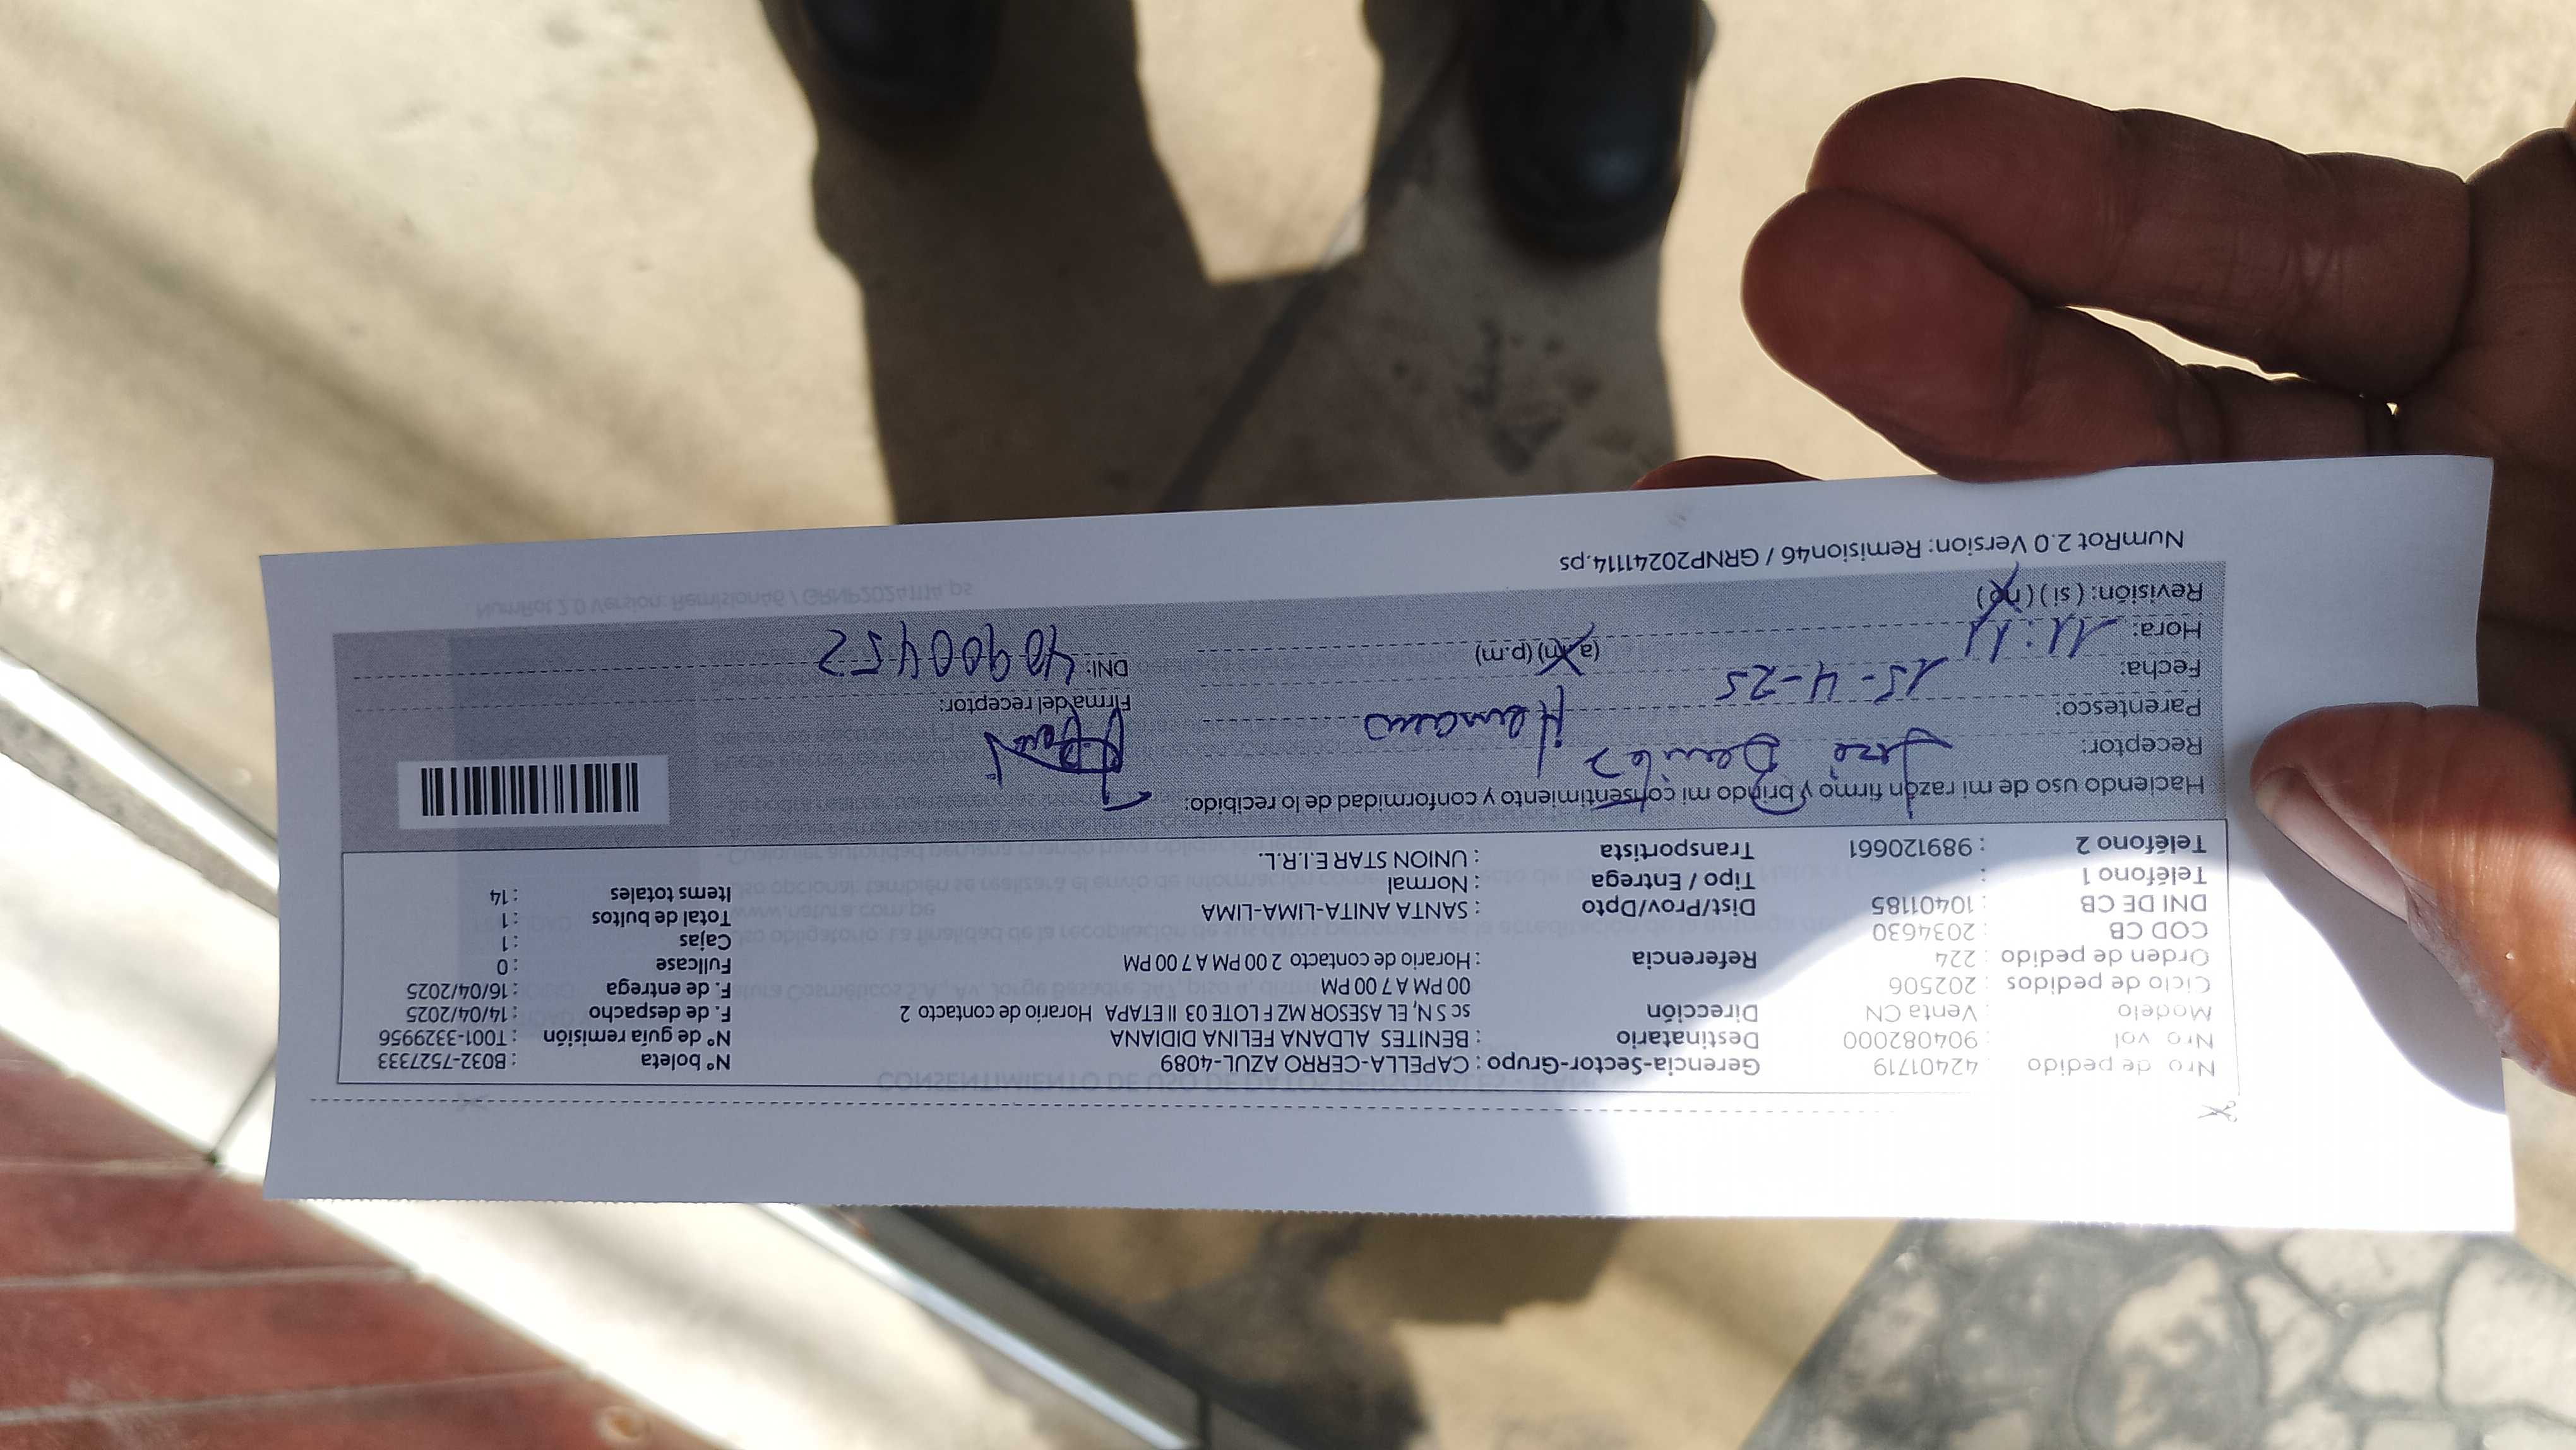 Nro de pedido : 42401719 Gerencia-Sector-Grupo : CAPELLA-CERRO AZUL-4089 N° boleta : B032-7527333
Nro vol : 904082000 Destinatario : BENITES ALDANA FELINA DIDIANA N° de guía remisión : T001-3329956
Modelo : Venta CN Dirección sc S N, EL ASESOR MZ F LOTE 03 II ETAPA Horario de contacto 2 F. de despacho : 14/04/2025
Ciclo de pedidos : 202506 00 PM A 7 00 PM F. de entrega : 16/04/2025
Orden de pedido : 224 Referencia : Horario de contacto 2 00 PM A 7 00 PM Fullcase : 0
COD CB : 2034630 Cajas : 1
DNI DE CB : 10401185 Dist/Prov/Dpto : SANTA ANITA-LIMA-LIMA Total de bultos : 1
Teléfono 1 : Tipo / Entrega : Normal Items totales : 14
Teléfono 2 : 989120661 Transportista : UNION STAR E.I.R.L.
Haciendo uso de mi razón firmo y brindo mi consentimiento y conformidad de lo recibido:
Receptor: José Benites
Parentesco: Hermano Firma del receptor:
Fecha: 15-4-25 DNI: 40900452
Hora: 11:11 (a.m) (p.m)
Revisión: (si) (no)
NumRot 2.0 Version: Remision46 / GRNP20241114.ps